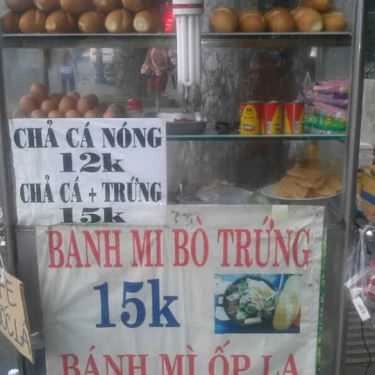 CHẢ CÁ NÓNG
12k
CHẢ CÁ + TRỨNG
15k
BANH MI BÒ TRỨNG
15k
BÁNH MÌ ỐP LA